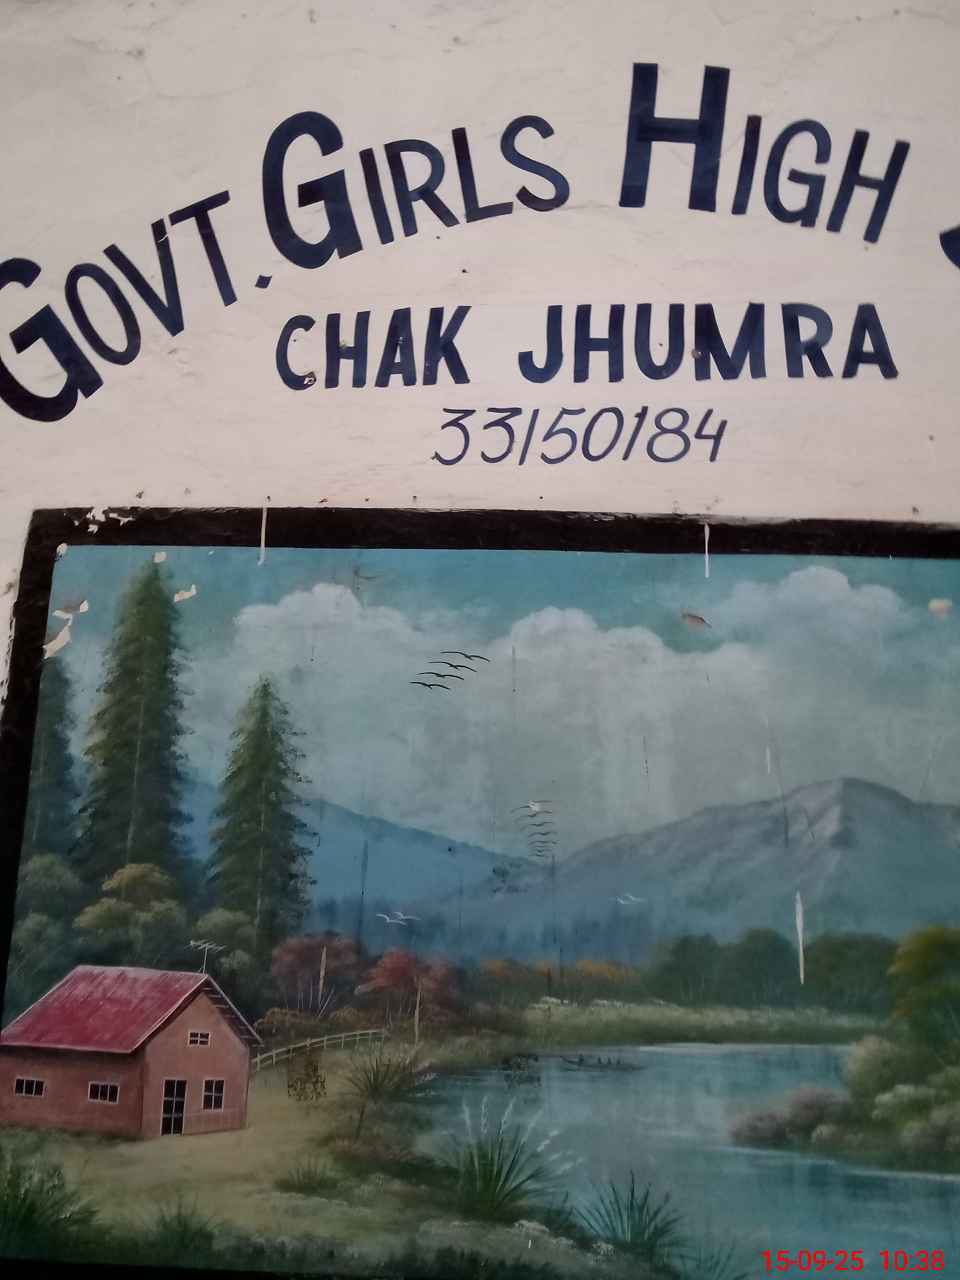 GOVT. GIRLS HIGH
CHAK JHUMRA
33150184
15-09-25 10:38